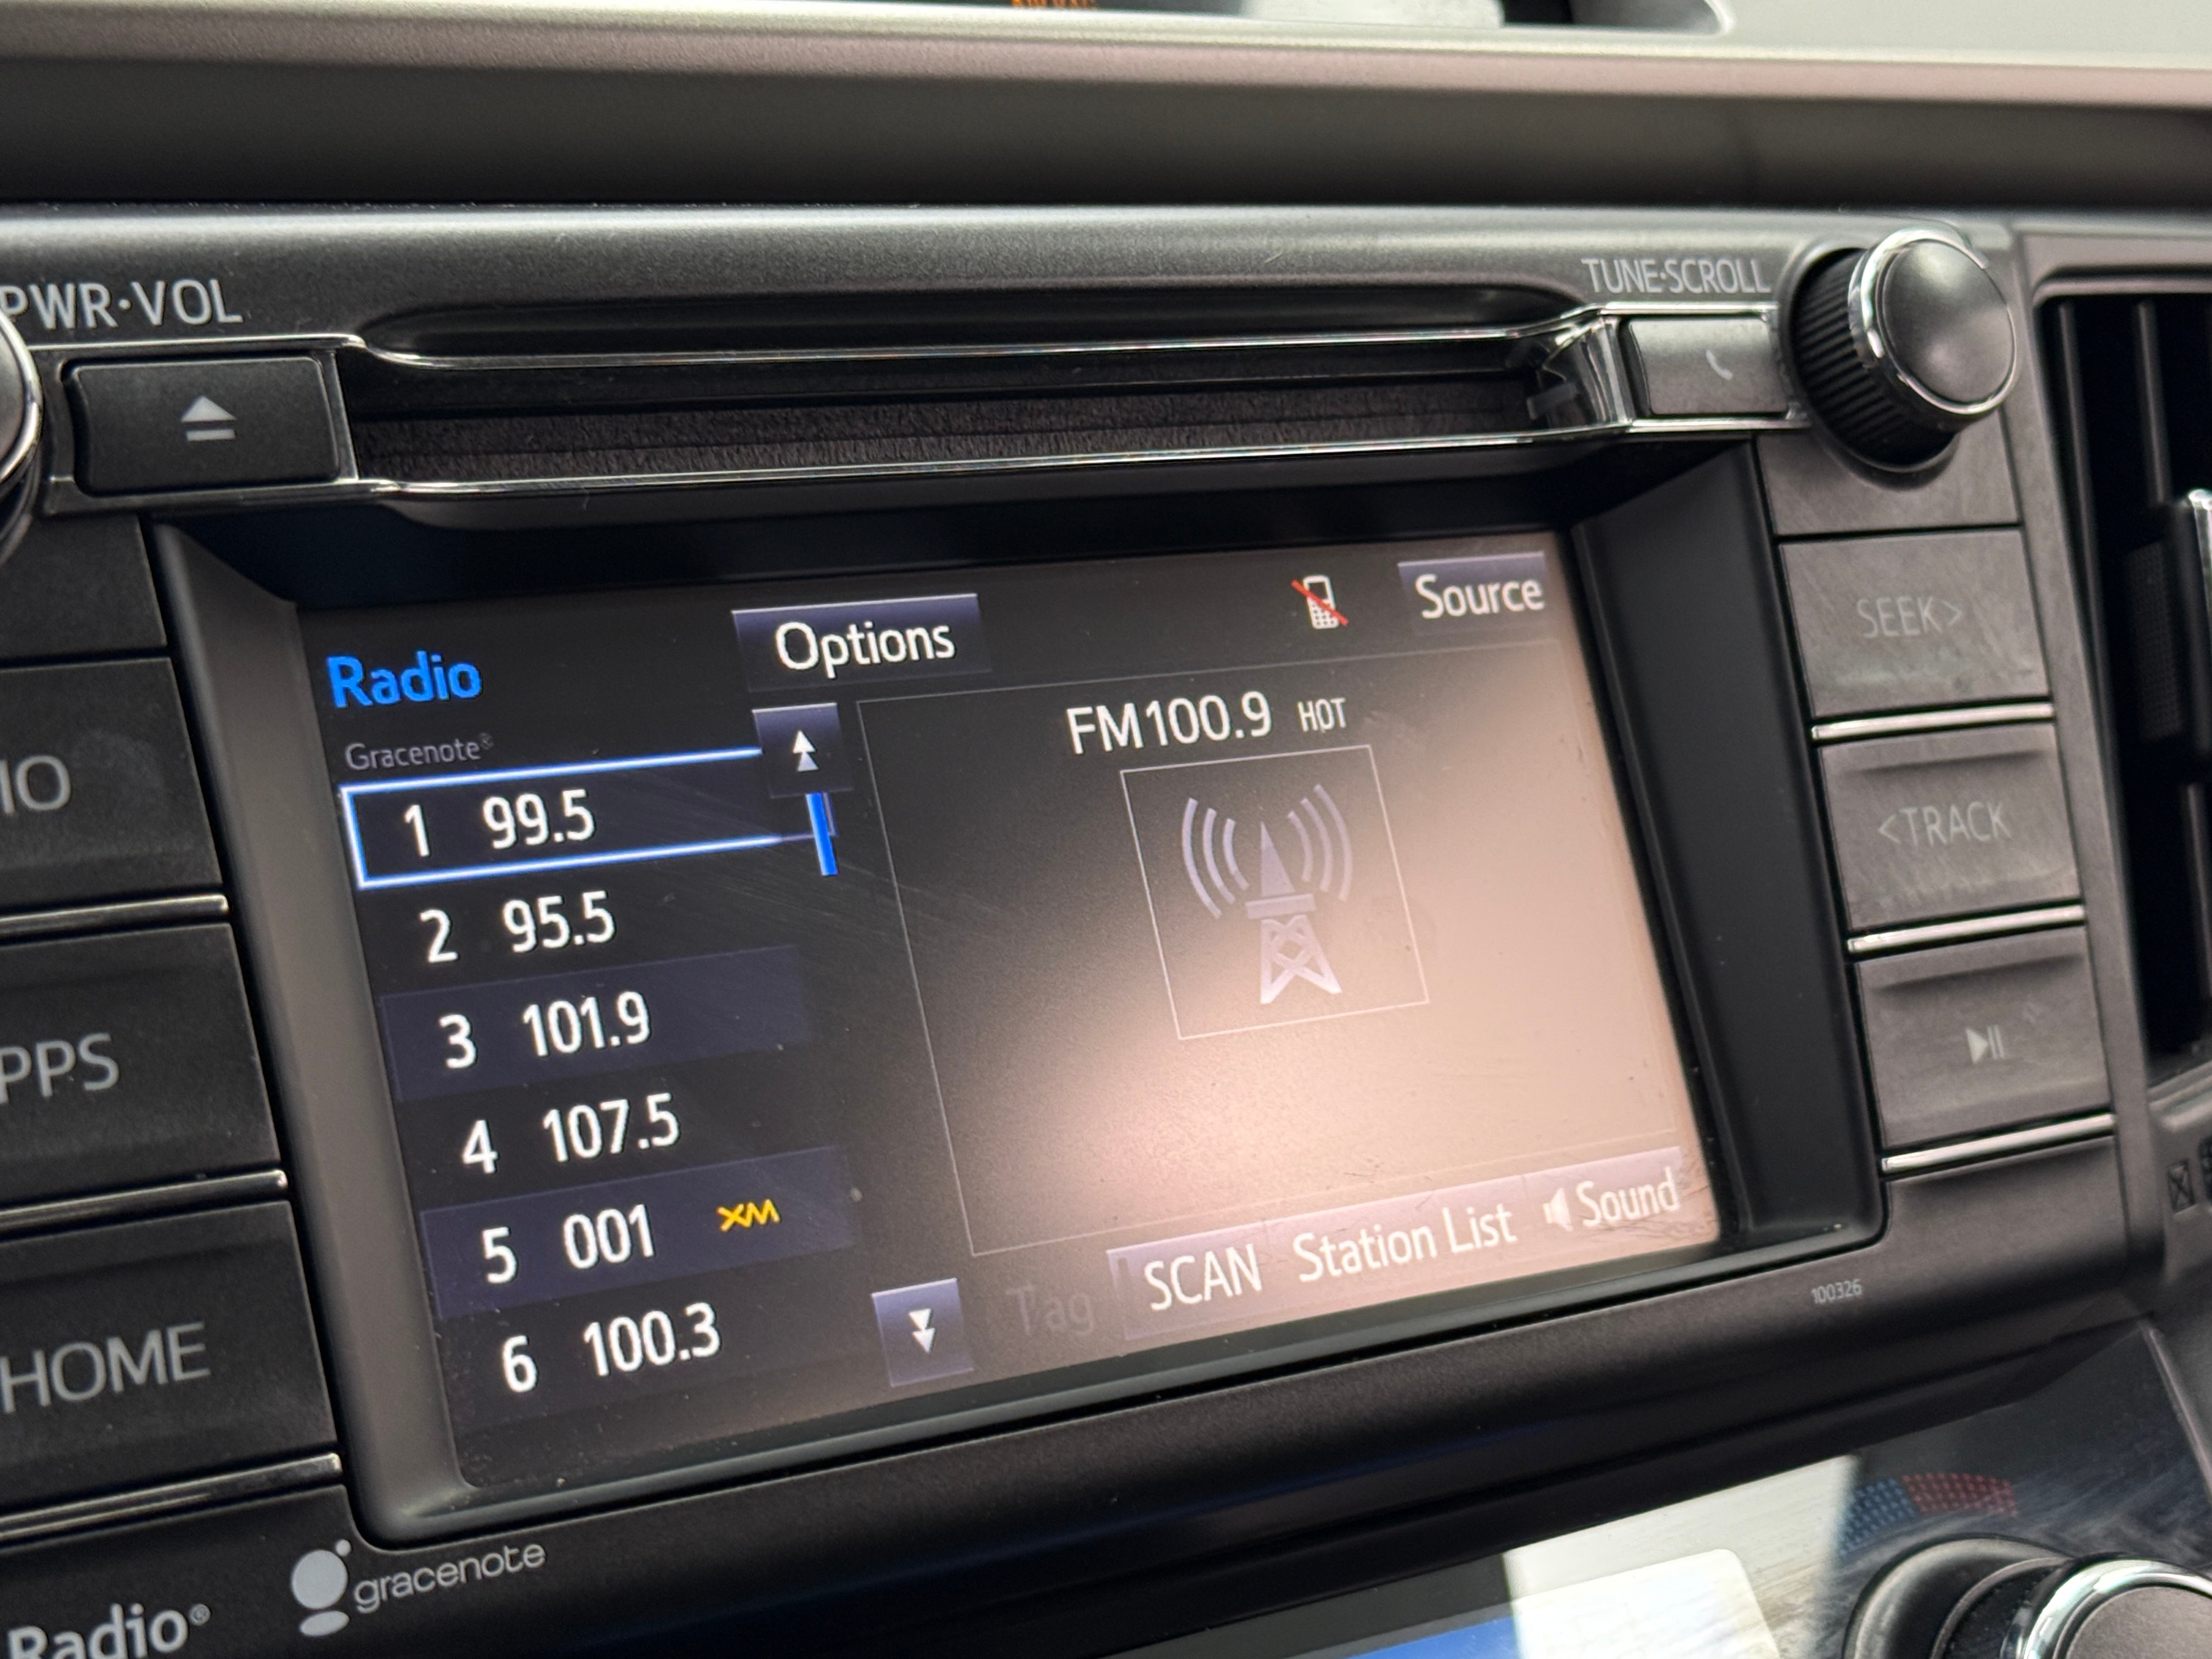 PWR·VOL
TUNE·SCROLL
Radio
Options
Source
Gracenote®
FM100.9 HOT
1 99.5
2 95.5
3 101.9
4 107.5
5 001 XM
6 100.3
Tag
SCAN
Station List
Sound
SEEK>
<TRACK
IO
PPS
HOME
100326
Radio®
gracenote